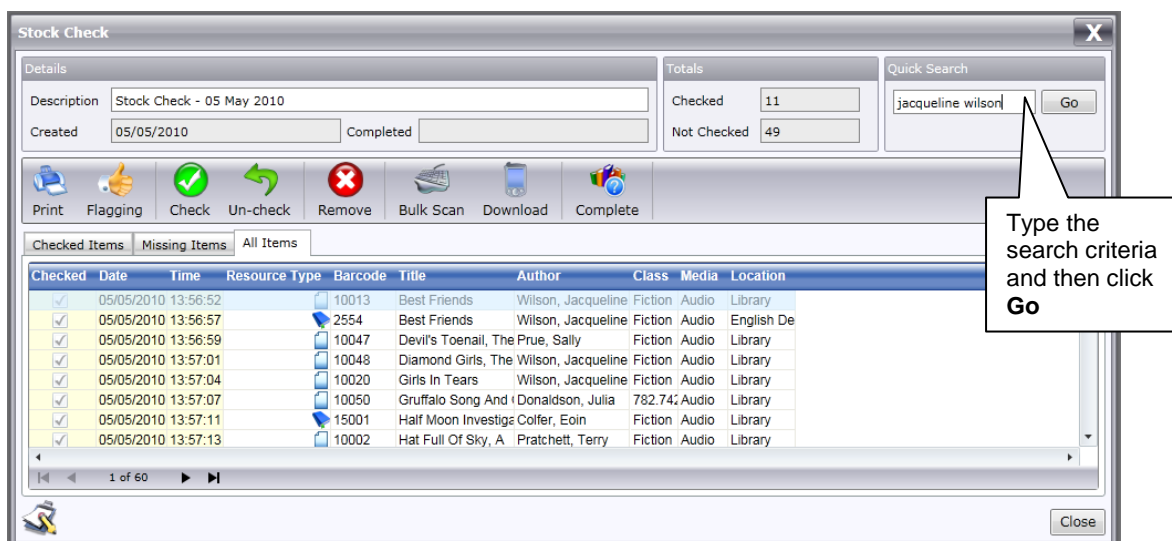 Stock Check X
Details Totals Quick Search
Description Stock Check - 05 May 2010 Checked 11 jacqueline wilson Go
Created 05/05/2010 Completed Not Checked 49
Print Flagging Check Un-check Remove Bulk Scan Download Complete
Type the
search criteria
and then click
Go
Checked Items Missing Items All Items
Checked Date Time Resource Type Barcode Title Author Class Media Location
05/05/2010 13:56:52 10013 Best Friends Wilson, Jacqueline Fiction Audio Library
05/05/2010 13:56:57 2554 Best Friends Wilson, Jacqueline Fiction Audio English De
05/05/2010 13:56:59 10047 Devil's Toenail, The Prue, Sally Fiction Audio Library
05/05/2010 13:57:01 10048 Diamond Girls, The Wilson, Jacqueline Fiction Audio Library
05/05/2010 13:57:04 10020 Girls In Tears Wilson, Jacqueline Fiction Audio Library
05/05/2010 13:57:07 10050 Gruffalo Song And Donaldson, Julia 782.742 Audio Library
05/05/2010 13:57:11 15001 Half Moon Investiga Colfer, Eoin Fiction Audio Library
05/05/2010 13:57:13 10002 Hat Full Of Sky, A Pratchett, Terry Fiction Audio Library
1 of 60
Close